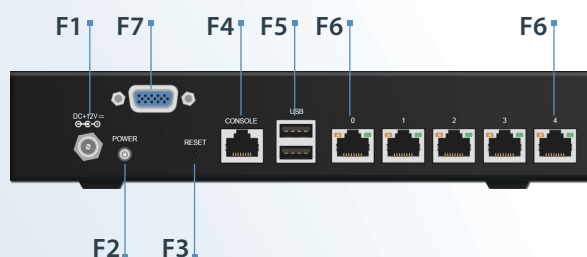 F1 F7 F4 F5 F6 F6
DC+12V⎓
USB
CONSOLE 0 1 2 3 4
POWER
RESET
F2 F3